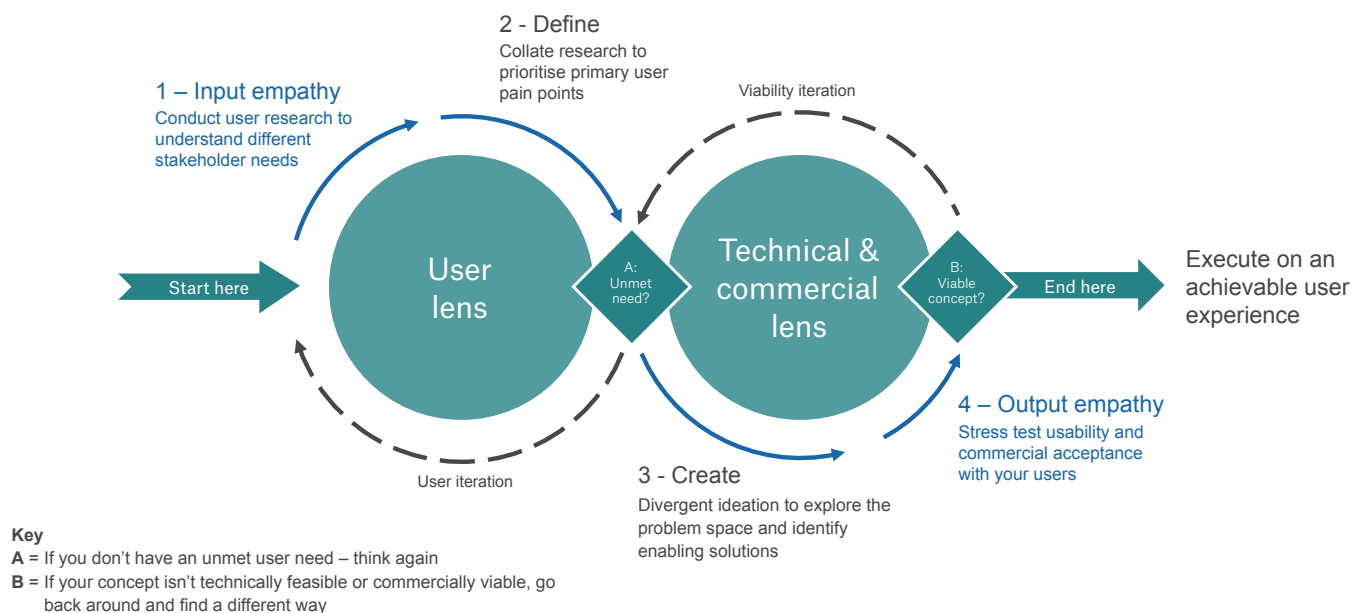 2 - Define
Collate research to
prioritise primary user
pain points
1 – Input empathy
Conduct user research to
understand different
stakeholder needs
Viability iteration
Start here
User
lens
A:
Unmet
need?
Technical &
commercial
lens
B:
Viable
concept?
End here
Execute on an
achievable user
experience
User iteration
3 - Create
Divergent ideation to explore the
problem space and identify
enabling solutions
4 – Output empathy
Stress test usability and
commercial acceptance
with your users
Key
A = If you don’t have an unmet user need – think again
B = If your concept isn’t technically feasible or commercially viable, go
back around and find a different way